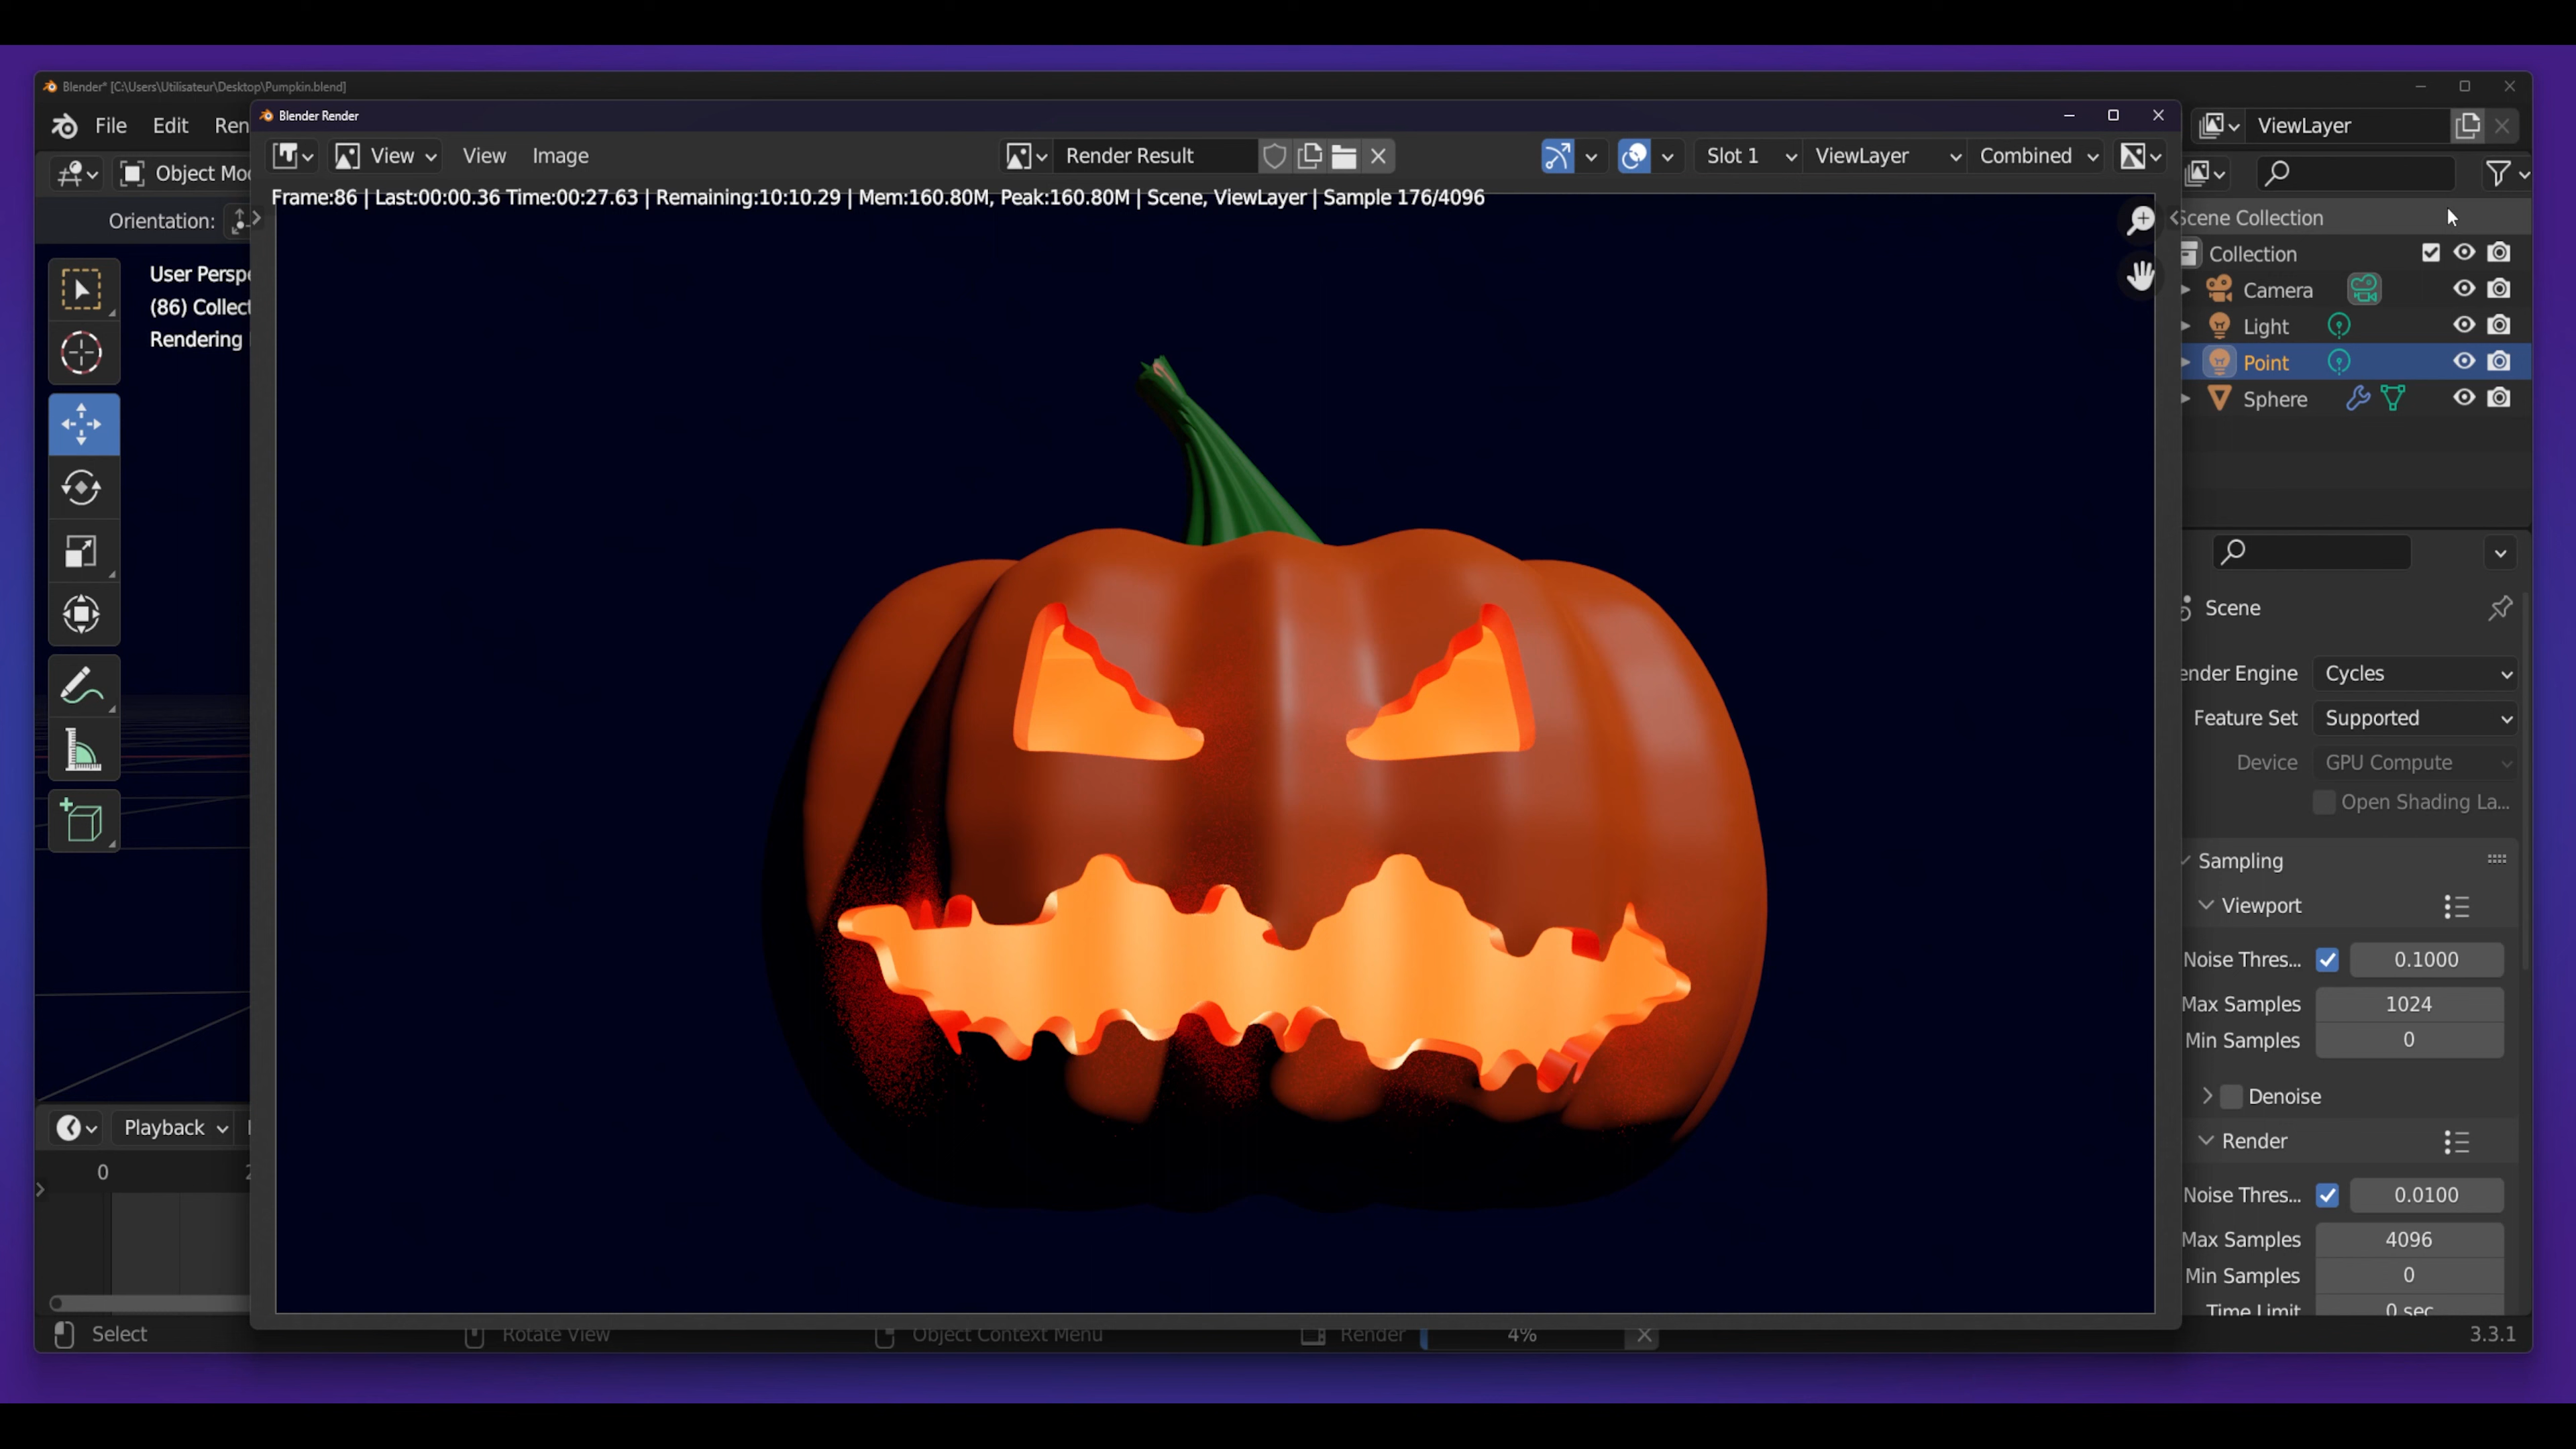 Blender* [C:\Users\Utilisateur\Desktop\Pumpkin.blend]
File Edit
ViewLayer
Blender Render
View View Image Render Result Slot 1 ViewLayer Combined
Object
Frame:86 | Last:00:00.36 Time:00:27.63 | Remaining:10:10.29 | Mem:160.80M, Peak:160.80M | Scene, ViewLayer | Sample 176/4096
Orientation:
Scene Collection
Collection
User
(86)
Rendering
Camera
Light
Point
Sphere
Scene
Render Engine Cycles
Feature Set Supported
Device GPU Compute
Open Shading La...
Sampling
Viewport
Noise Thres... 0.1000
Max Samples 1024
Min Samples 0
Denoise
Render
Noise Thres... 0.0100
Max Samples 4096
Min Samples 0
Time Limit 0 sec
Playback
0
Select Rotate View Object Context Menu Render 4% 3.3.1